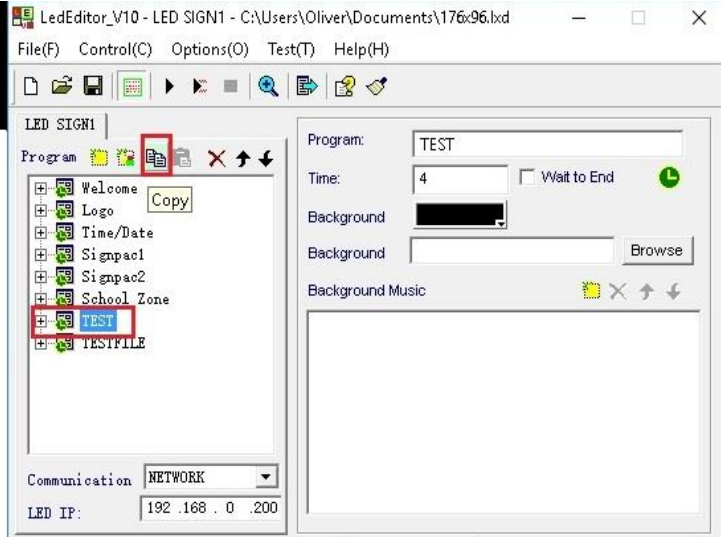 LedEditor_V10 - LED SIGN1 - C:\Users\Oliver\Documents\176x96.lxd
File(F) Control(C) Options(O) Test(T) Help(H)
LED SIGN1
Program
Copy
Welcome
Logo
Time/Date
Signpac1
Signpac2
School Zone
TEST
TESTFILE
Communication NETWORK
LED IP: 192 .168 . 0 .200
Program: TEST
Time: 4 Wait to End
Background
Background Browse
Background Music